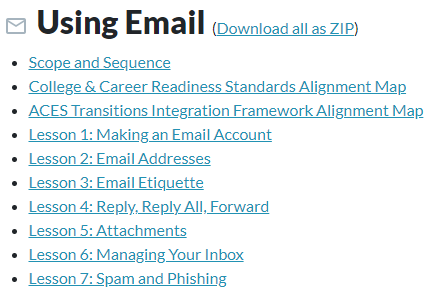 Using Email (Download all as ZIP)
Scope and Sequence
College & Career Readiness Standards Alignment Map
ACES Transitions Integration Framework Alignment Map
Lesson 1: Making an Email Account
Lesson 2: Email Addresses
Lesson 3: Email Etiquette
Lesson 4: Reply, Reply All, Forward
Lesson 5: Attachments
Lesson 6: Managing Your Inbox
Lesson 7: Spam and Phishing